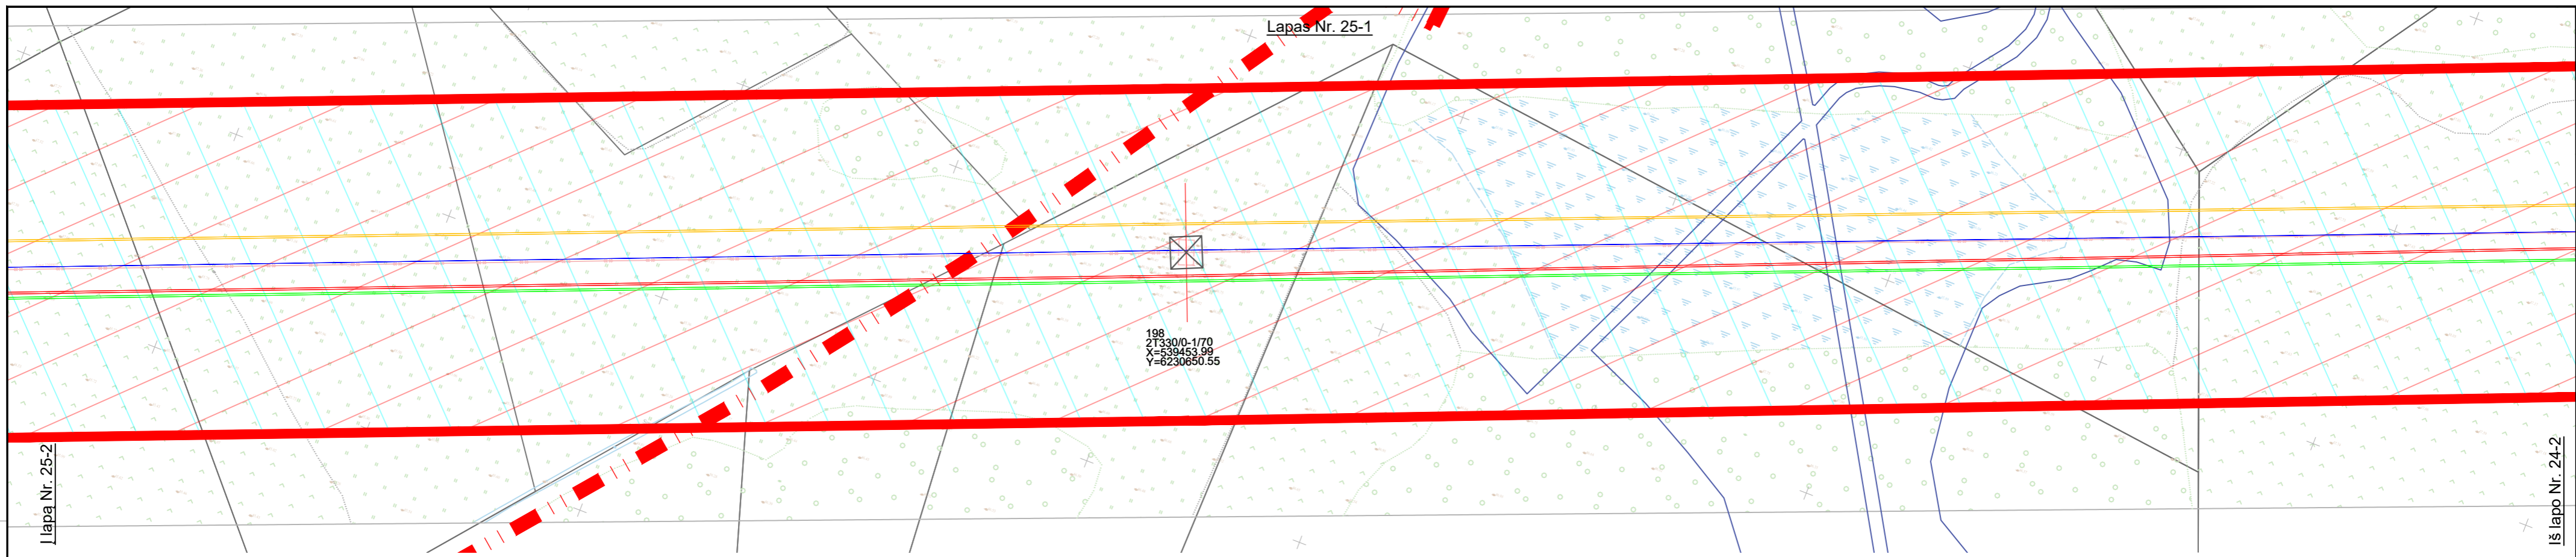 Lapas Nr. 25-1
198
2T330/0-1/70
X=539453.99
Y=6230650.55
Į lapą Nr. 25-2
Iš lapo Nr. 24-2